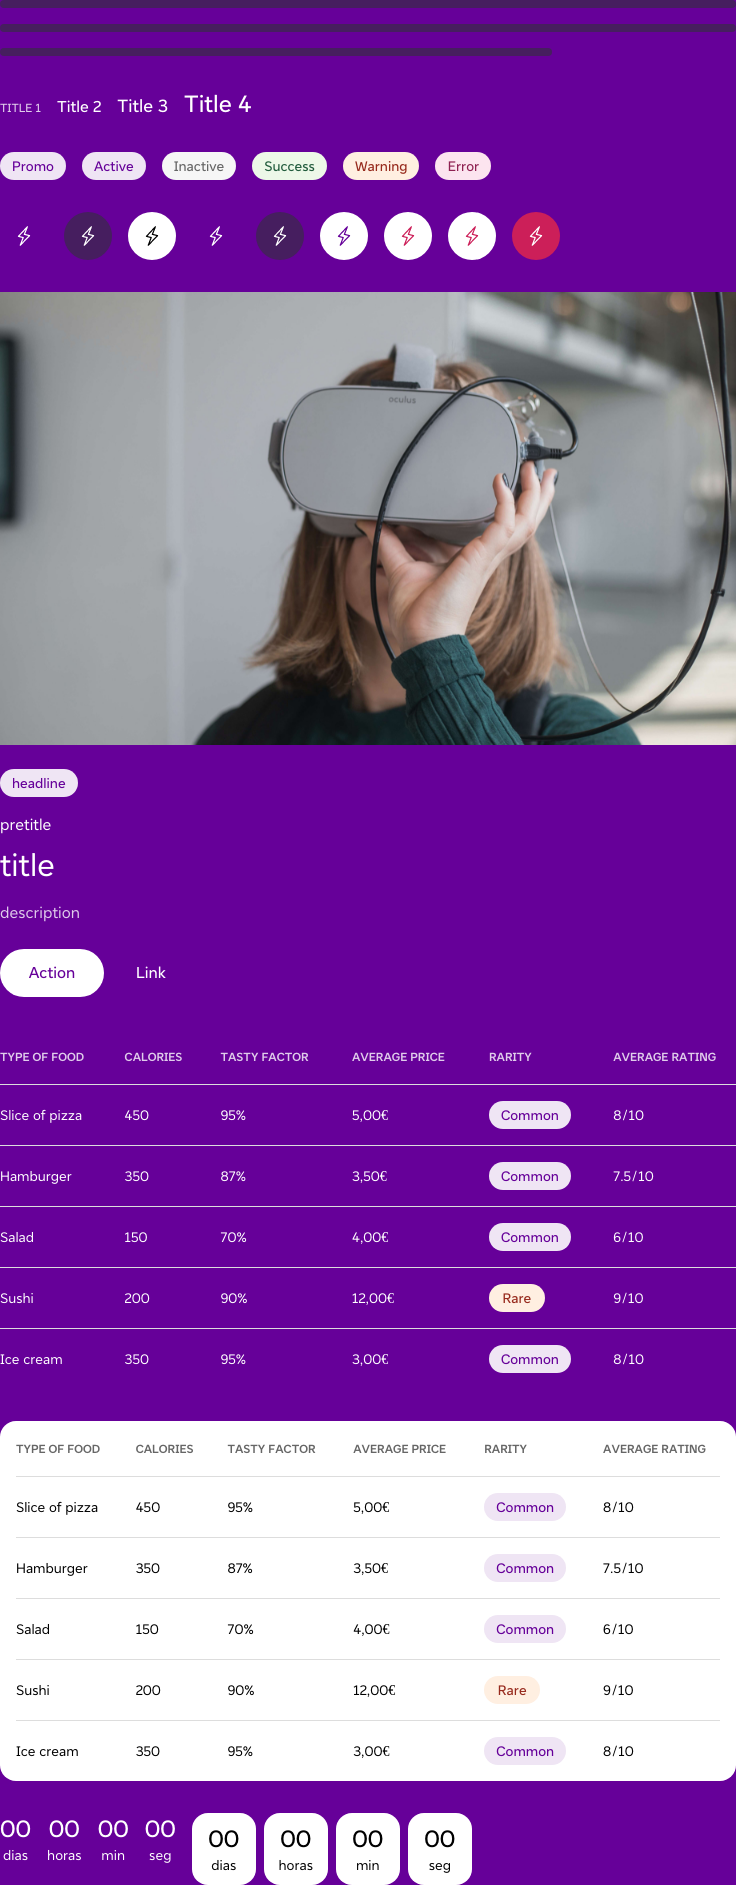 TITLE 1 Title 2 Title 3 Title 4
Promo Active Inactive Success Warning Error
oculus
headline
pretitle
title
description
Action Link
TYPE OF FOOD CALORIES TASTY FACTOR AVERAGE PRICE RARITY AVERAGE RATING
Slice of pizza 450 95% 5,00€ Common 8/10
Hamburger 350 87% 3,50€ Common 7.5/10
Salad 150 70% 4,00€ Common 6/10
Sushi 200 90% 12,00€ Rare 9/10
Ice cream 350 95% 3,00€ Common 8/10
TYPE OF FOOD CALORIES TASTY FACTOR AVERAGE PRICE RARITY AVERAGE RATING
Slice of pizza 450 95% 5,00€ Common 8/10
Hamburger 350 87% 3,50€ Common 7.5/10
Salad 150 70% 4,00€ Common 6/10
Sushi 200 90% 12,00€ Rare 9/10
Ice cream 350 95% 3,00€ Common 8/10
00 00 00 00 00 00 00 00
dias horas min seg dias horas min seg